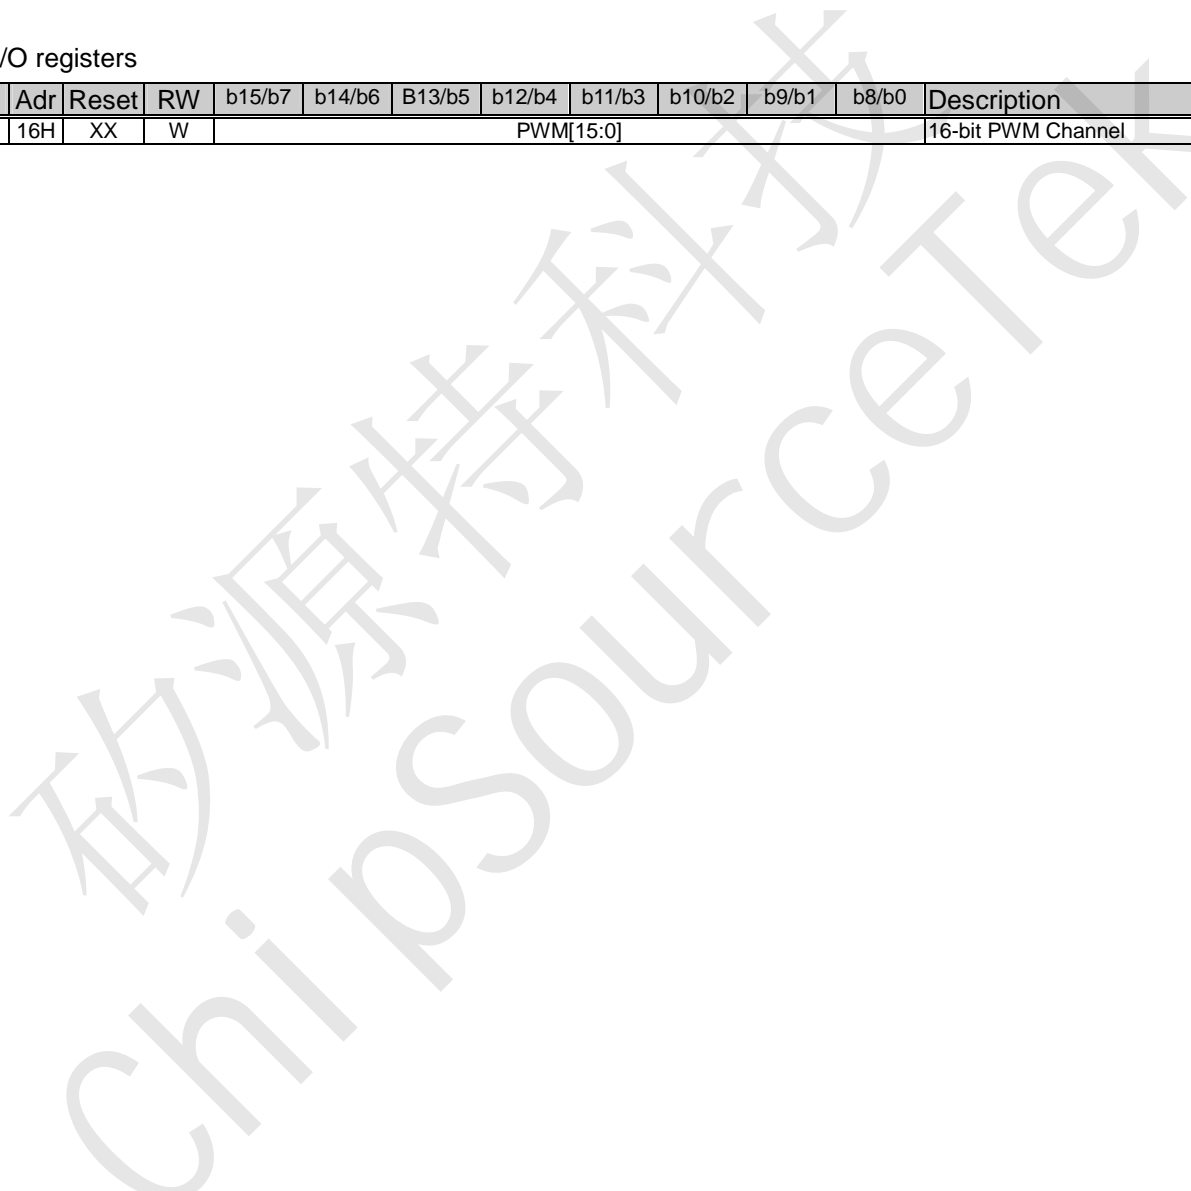 /O registers
Adr Reset RW b15/b7 b14/b6 B13/b5 b12/b4 b11/b3 b10/b2 b9/b1 b8/b0 Description
16H XX W PWM[15:0] 16-bit PWM Channel
矽源特科技
ChipSourceTek